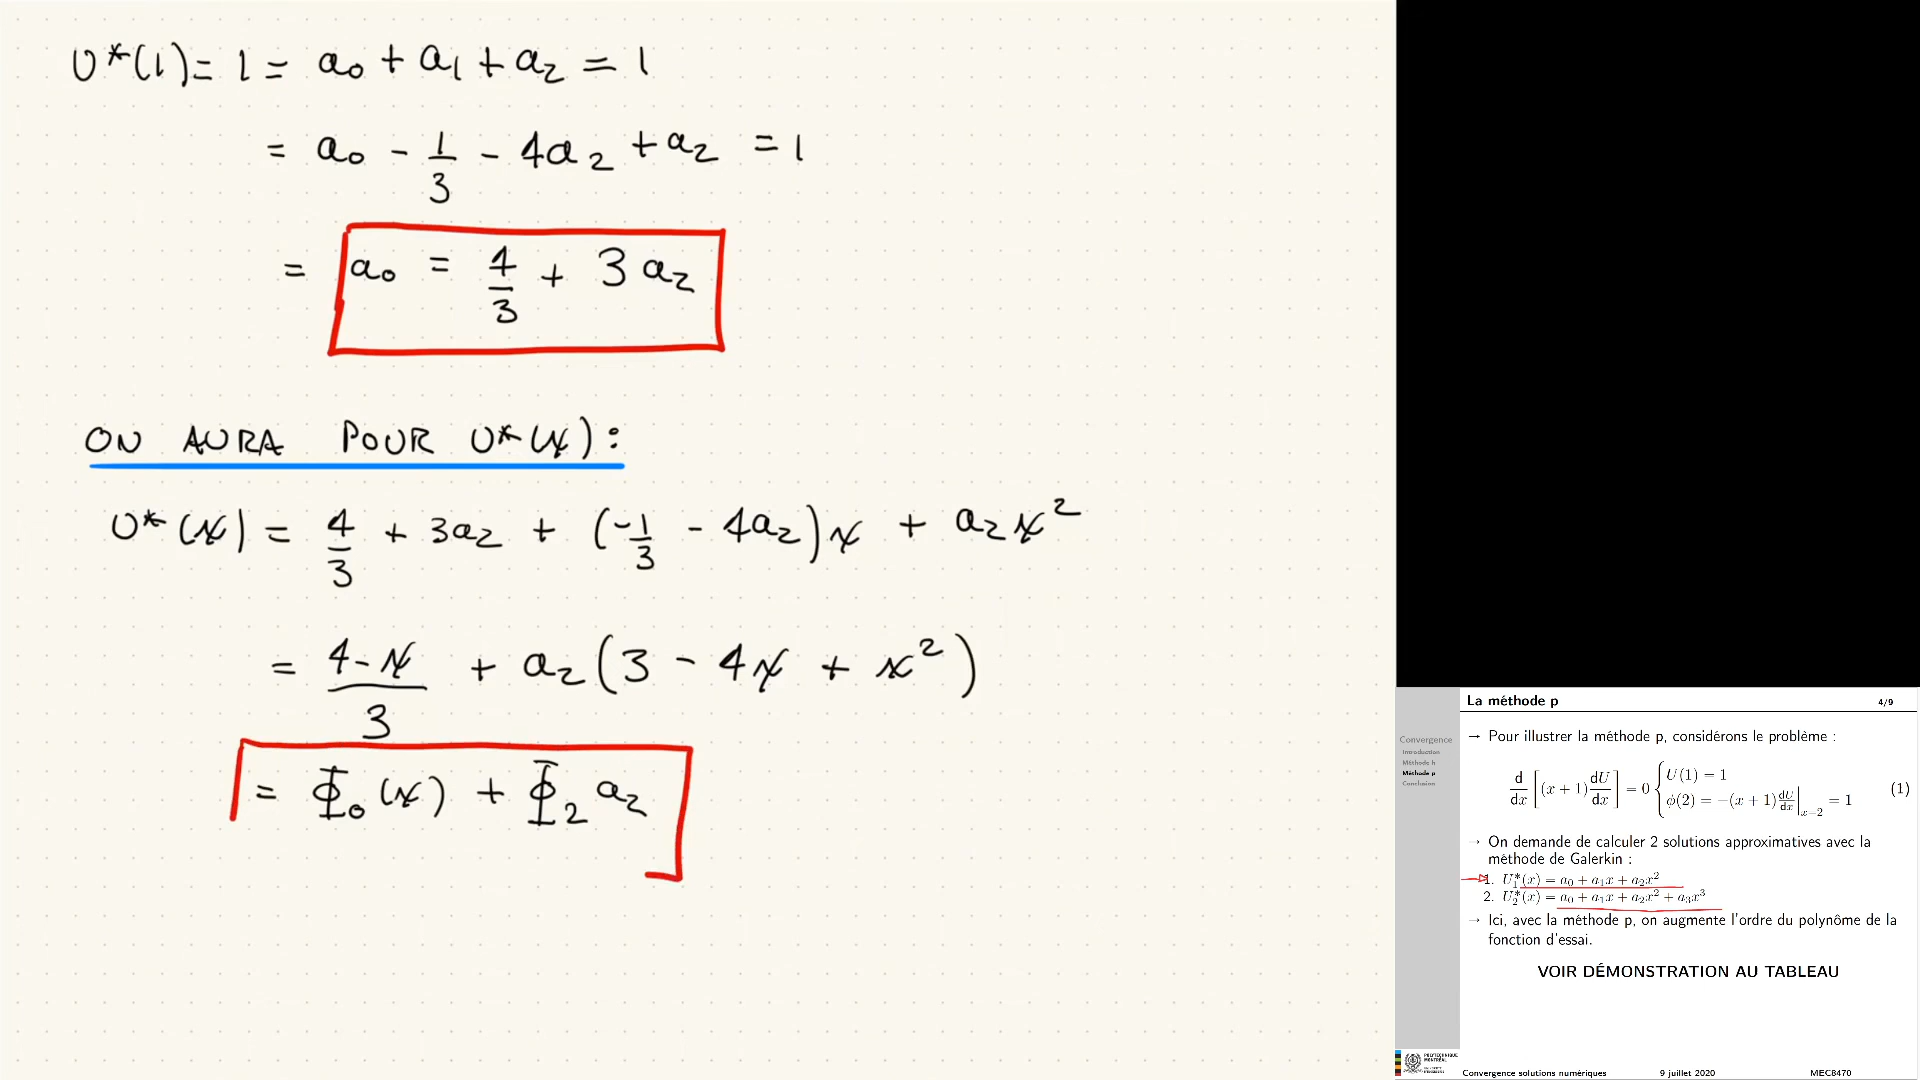 U*(1) = 1 = a₀ + a₁ + a₂ = 1
= a₀ - 1/3 - 4a₂ + a₂ = 1
= a₀ = 4/3 + 3a₂
ON AURA POUR U*(x) :
U*(x) = 4/3 + 3a₂ + (-1/3 - 4a₂)x + a₂x²
= (4-x)/3 + a₂(3 - 4x + x²)
= Φ₀(x) + Φ₂ a₂
La méthode p 4/9
Convergence
Introduction
Méthode h
Méthode p
Conclusion
→ Pour illustrer la méthode p, considérons le problème :
d/dx [(x + 1) dU/dx] = 0 { U(1) = 1
ϕ(2) = -(x + 1) dU/dx |ₓ₌₂ = 1 (1)
→ On demande de calculer 2 solutions approximatives avec la
méthode de Galerkin :
1. U₁*(x) = a₀ + a₁x + a₂x²
2. U₂*(x) = a₀ + a₁x + a₂x² + a₃x³
→ Ici, avec la méthode p, on augmente l'ordre du polynôme de la
fonction d'essai.
VOIR DÉMONSTRATION AU TABLEAU
POLYTECHNIQUE
MONTRÉAL
Convergence solutions numériques 9 juillet 2020 MEC8470